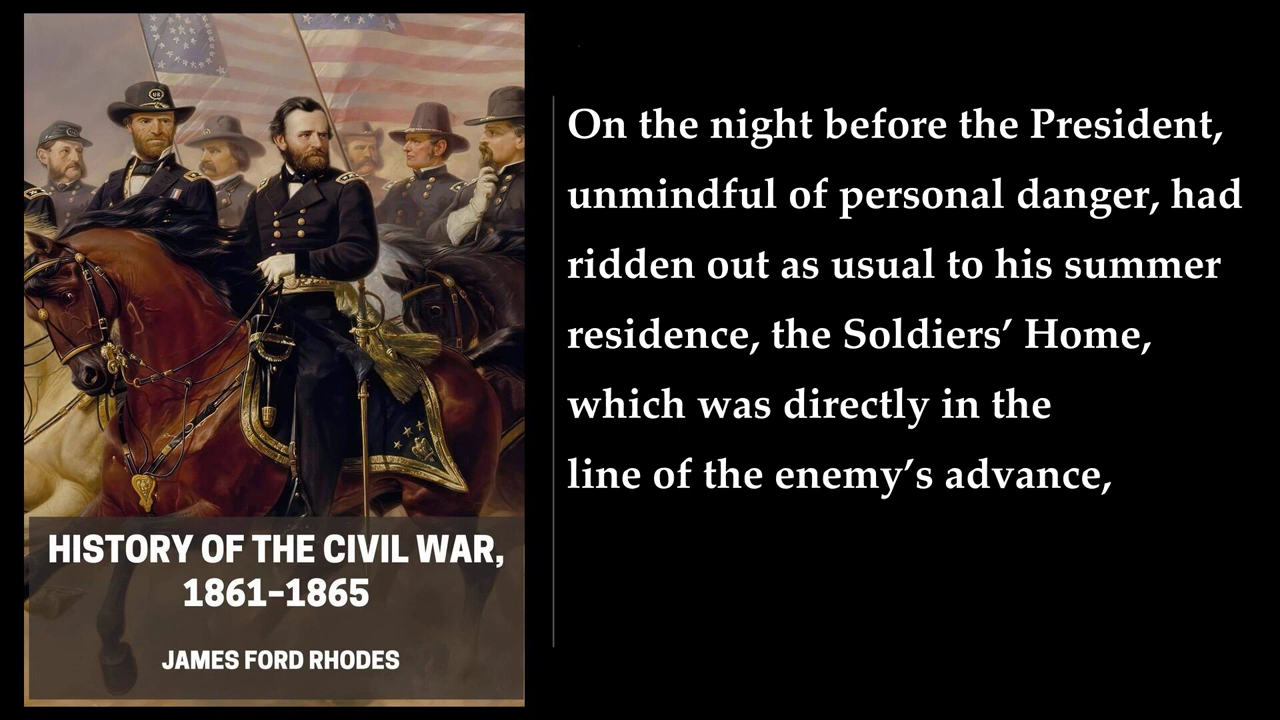 HISTORY OF THE CIVIL WAR,
1861–1865
JAMES FORD RHODES
On the night before the President,
unmindful of personal danger, had
ridden out as usual to his summer
residence, the Soldiers’ Home,
which was directly in the
line of the enemy’s advance,